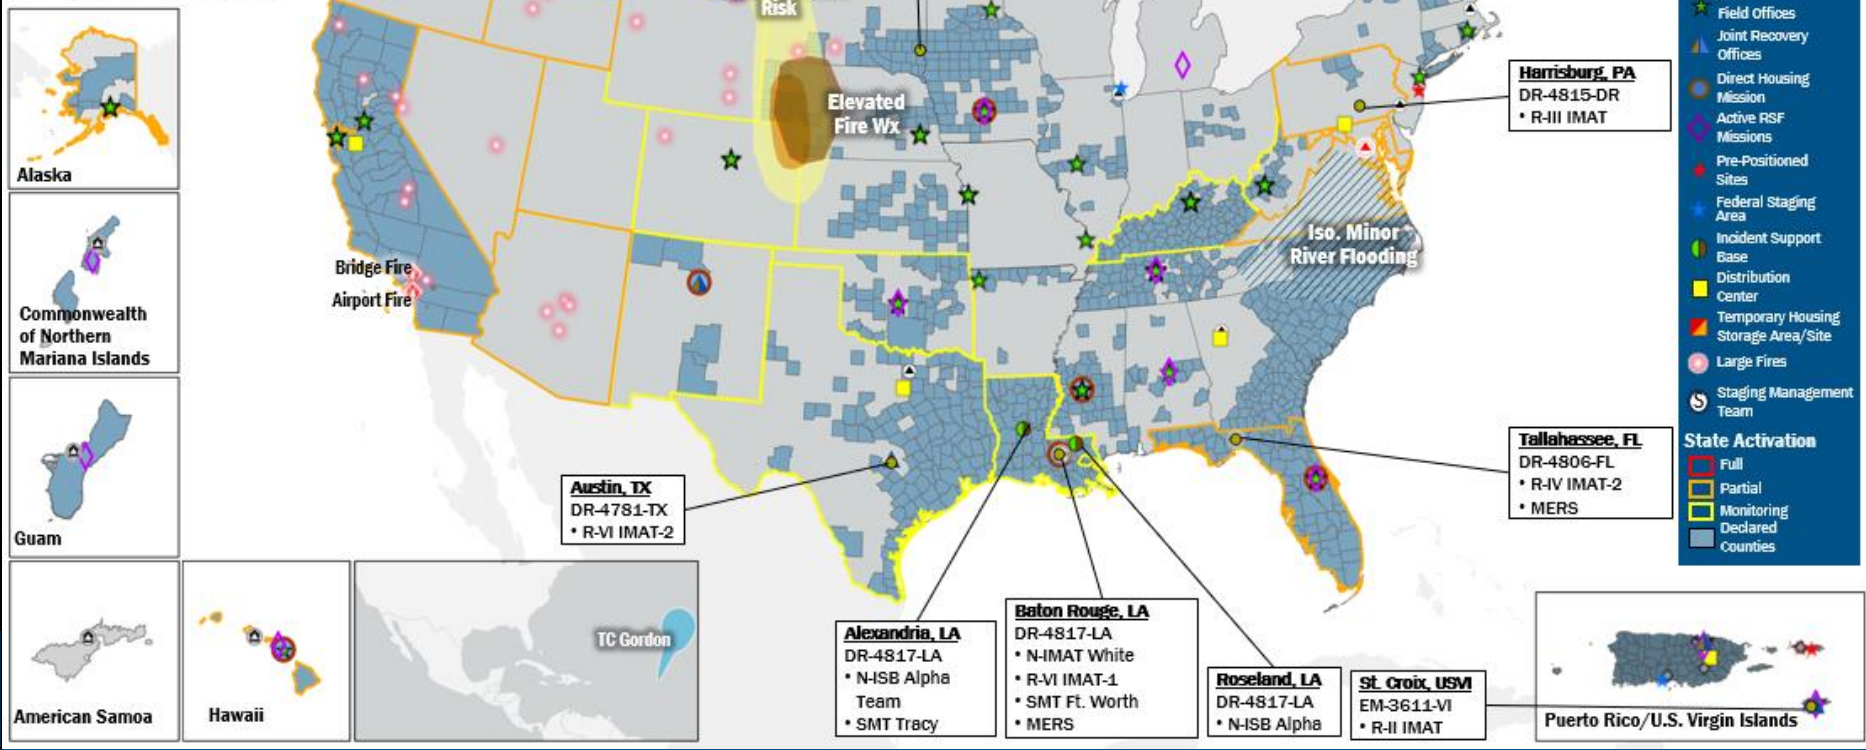 Risk
Elevated
Fire Wx
Iso. Minor
River Flooding
Bridge Fire
Airport Fire
Alaska
Commonwealth
of Northern
Mariana Islands
Guam
American Samoa
Hawaii
TC Gordon
Harrisburg, PA
DR-4815-DR
• R-III IMAT
Tallahassee, FL
DR-4806-FL
• R-IV IMAT-2
• MERS
Austin, TX
DR-4781-TX
• R-VI IMAT-2
Alexandria, LA
DR-4817-LA
• N-ISB Alpha
Team
• SMT Tracy
Baton Rouge, LA
DR-4817-LA
• N-IMAT White
• R-VI IMAT-1
• SMT Ft. Worth
• MERS
Roseland, LA
DR-4817-LA
• N-ISB Alpha
St. Croix, USVI
EM-3611-VI
• R-II IMAT
Puerto Rico/U.S. Virgin Islands
Field Offices
Joint Recovery
Offices
Direct Housing
Mission
Active RSF
Missions
Pre-Positioned
Sites
Federal Staging
Area
Incident Support
Base
Distribution
Center
Temporary Housing
Storage Area/Site
Large Fires
S
Staging Management
Team
State Activation
Full
Partial
Monitoring
Declared
Counties